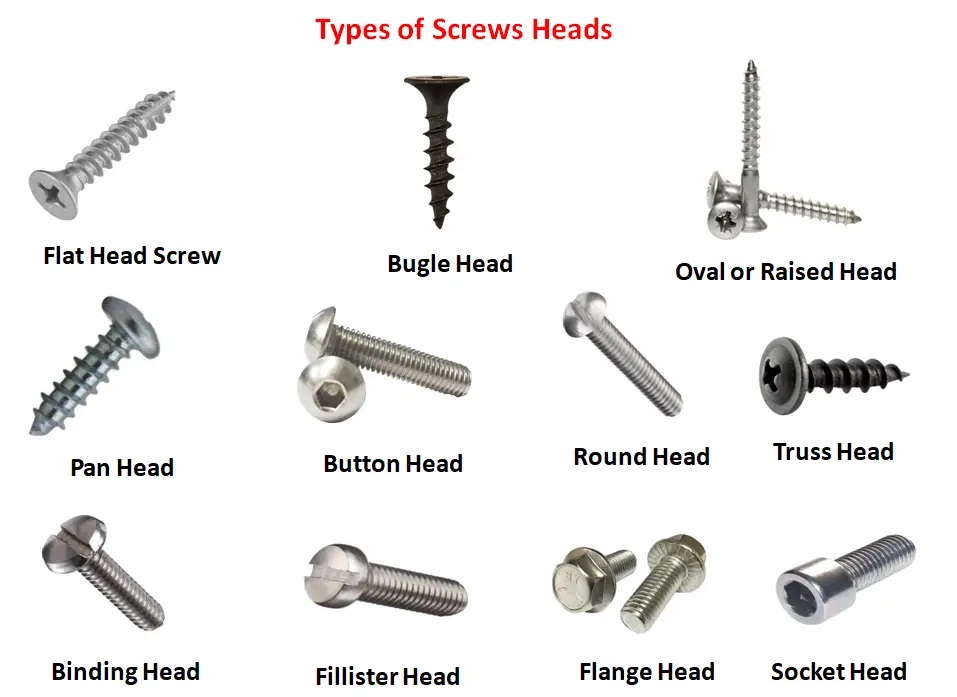 Types of Screws Heads
Flat Head Screw
Bugle Head
Oval or Raised Head
Pan Head
Button Head
Round Head
Truss Head
Binding Head
Fillister Head
Flange Head
Socket Head